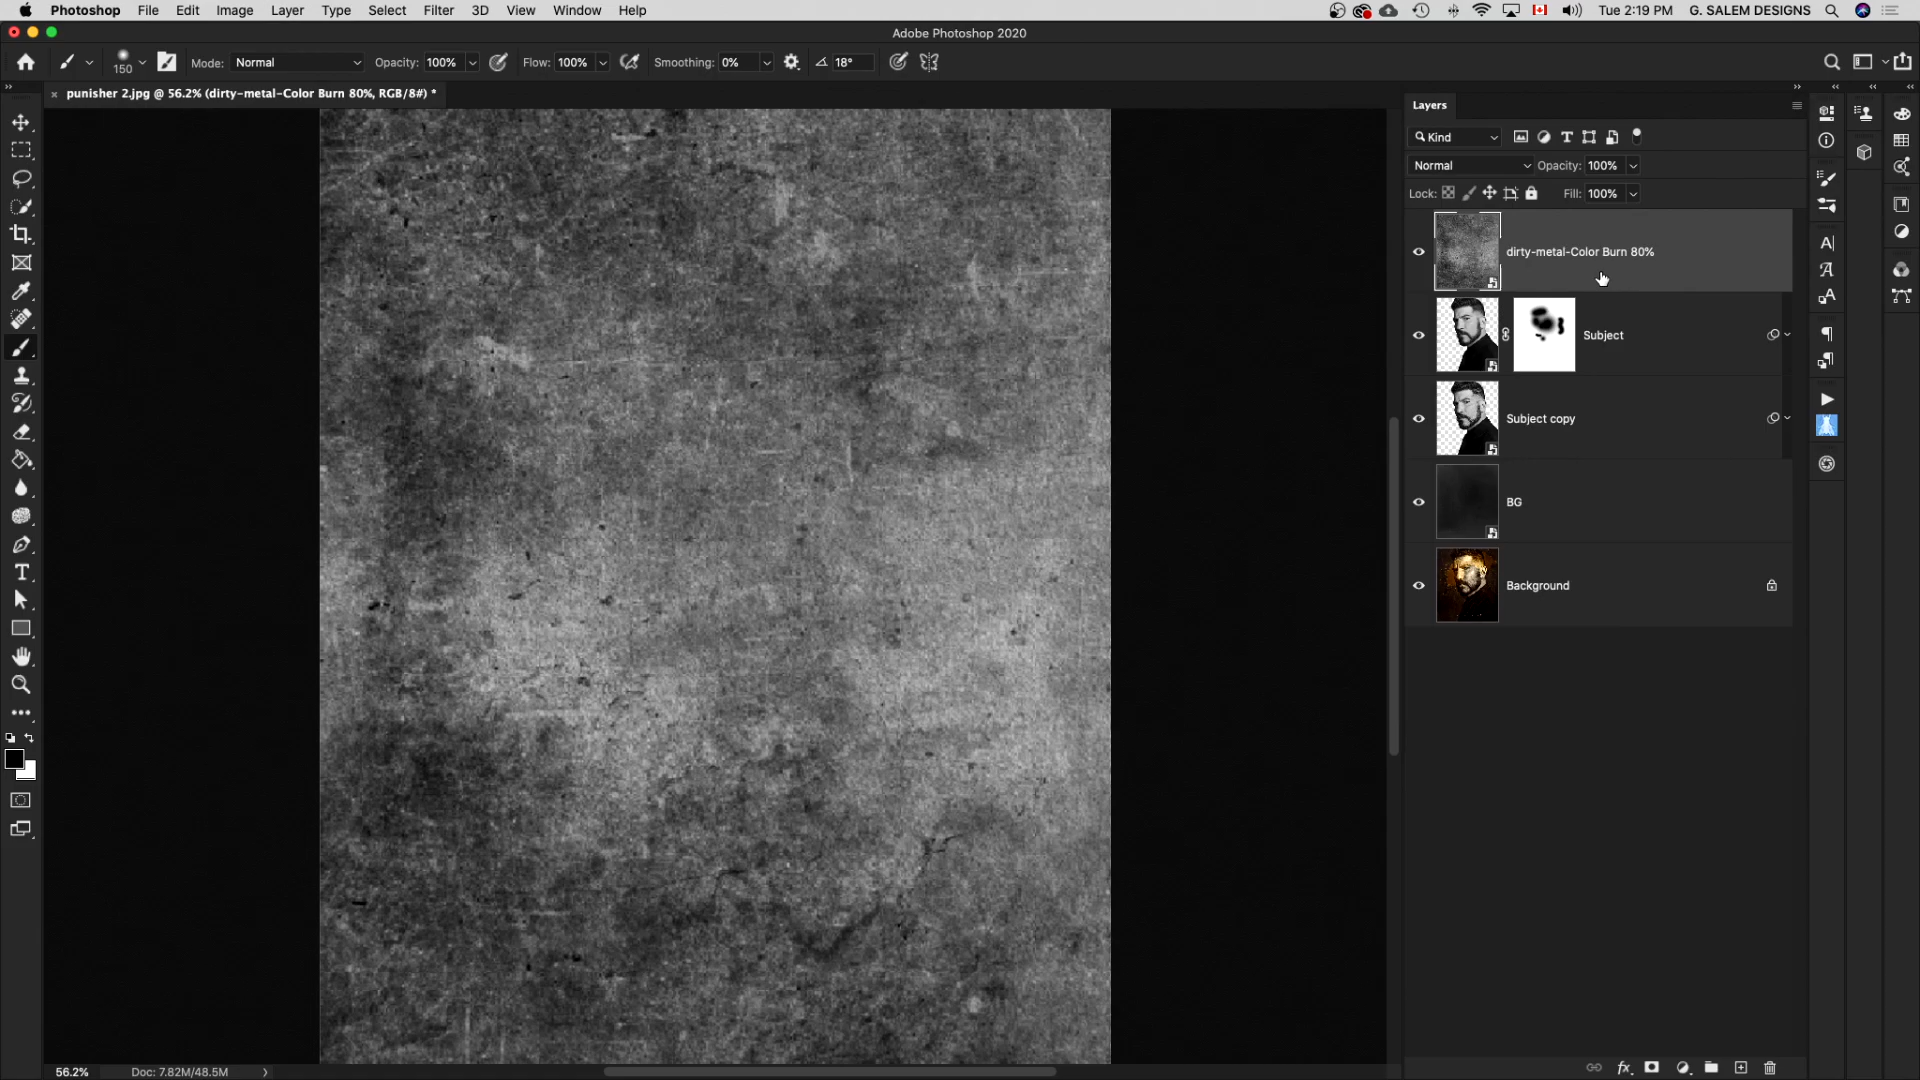 Photoshop File Edit Image Layer Type Select Filter 3D View Window Help Tue 2:19 PM G. SALEM DESIGNS
Adobe Photoshop 2020
150 Mode: Normal Opacity: 100% Flow: 100% Smoothing: 0% 18°
× punisher 2.jpg @ 56.2% (dirty-metal-Color Burn 80%, RGB/8#) *
Layers
Kind
Normal Opacity: 100%
Lock: Fill: 100%
dirty-metal-Color Burn 80%
Subject
Subject copy
BG
Background
56.2% Doc: 7.82M/48.5M